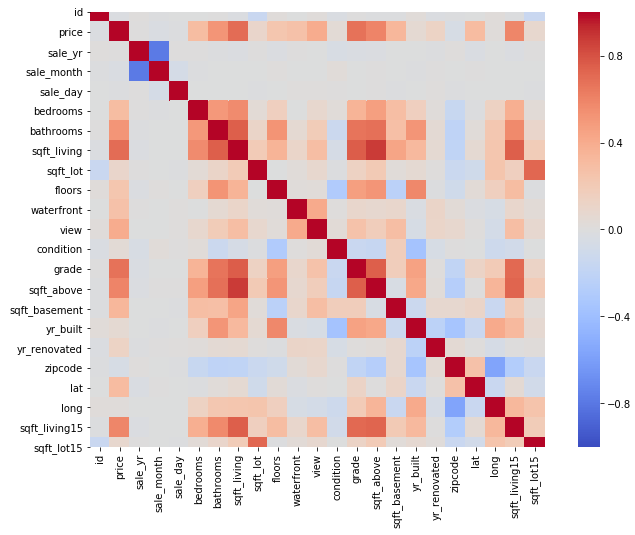 id
price
sale_yr
sale_month
sale_day
bedrooms
bathrooms
sqft_living
sqft_lot
floors
waterfront
view
condition
grade
sqft_above
sqft_basement
yr_built
yr_renovated
zipcode
lat
long
sqft_living15
sqft_lot15
id
price
sale_yr
sale_month
sale_day
bedrooms
bathrooms
sqft_living
sqft_lot
floors
waterfront
view
condition
grade
sqft_above
sqft_basement
yr_built
yr_renovated
zipcode
lat
long
sqft_living15
sqft_lot15
0.8
0.4
0.0
−0.4
−0.8